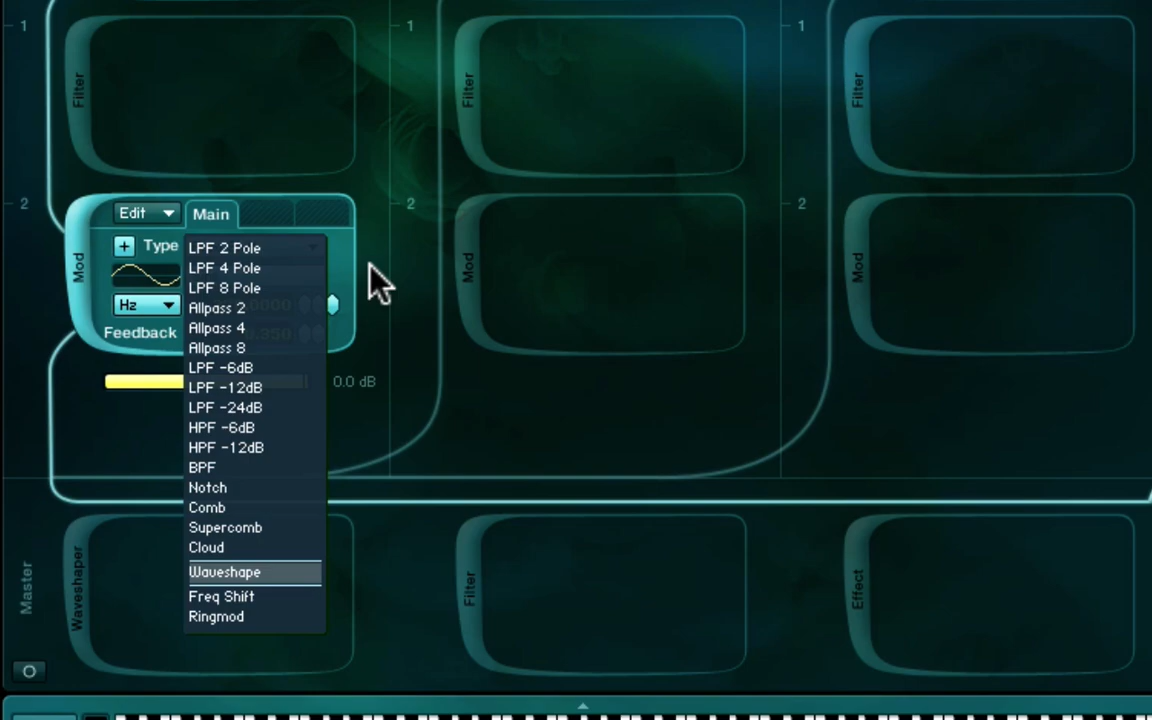 1
1
1
Filter
Filter
Filter
2
2
2
Edit
Main
Mod
Mod
Mod
Type
LPF 2 Pole
LPF 4 Pole
LPF 8 Pole
Hz
Allpass 2
Allpass 4
Feedback
Allpass 8
LPF -6dB
LPF -12dB
0.0 dB
LPF -24dB
HPF -6dB
HPF -12dB
BPF
Notch
Comb
Supercomb
Cloud
Waveshape
Freq Shift
Ringmod
Master
Waveshaper
Filter
Effect